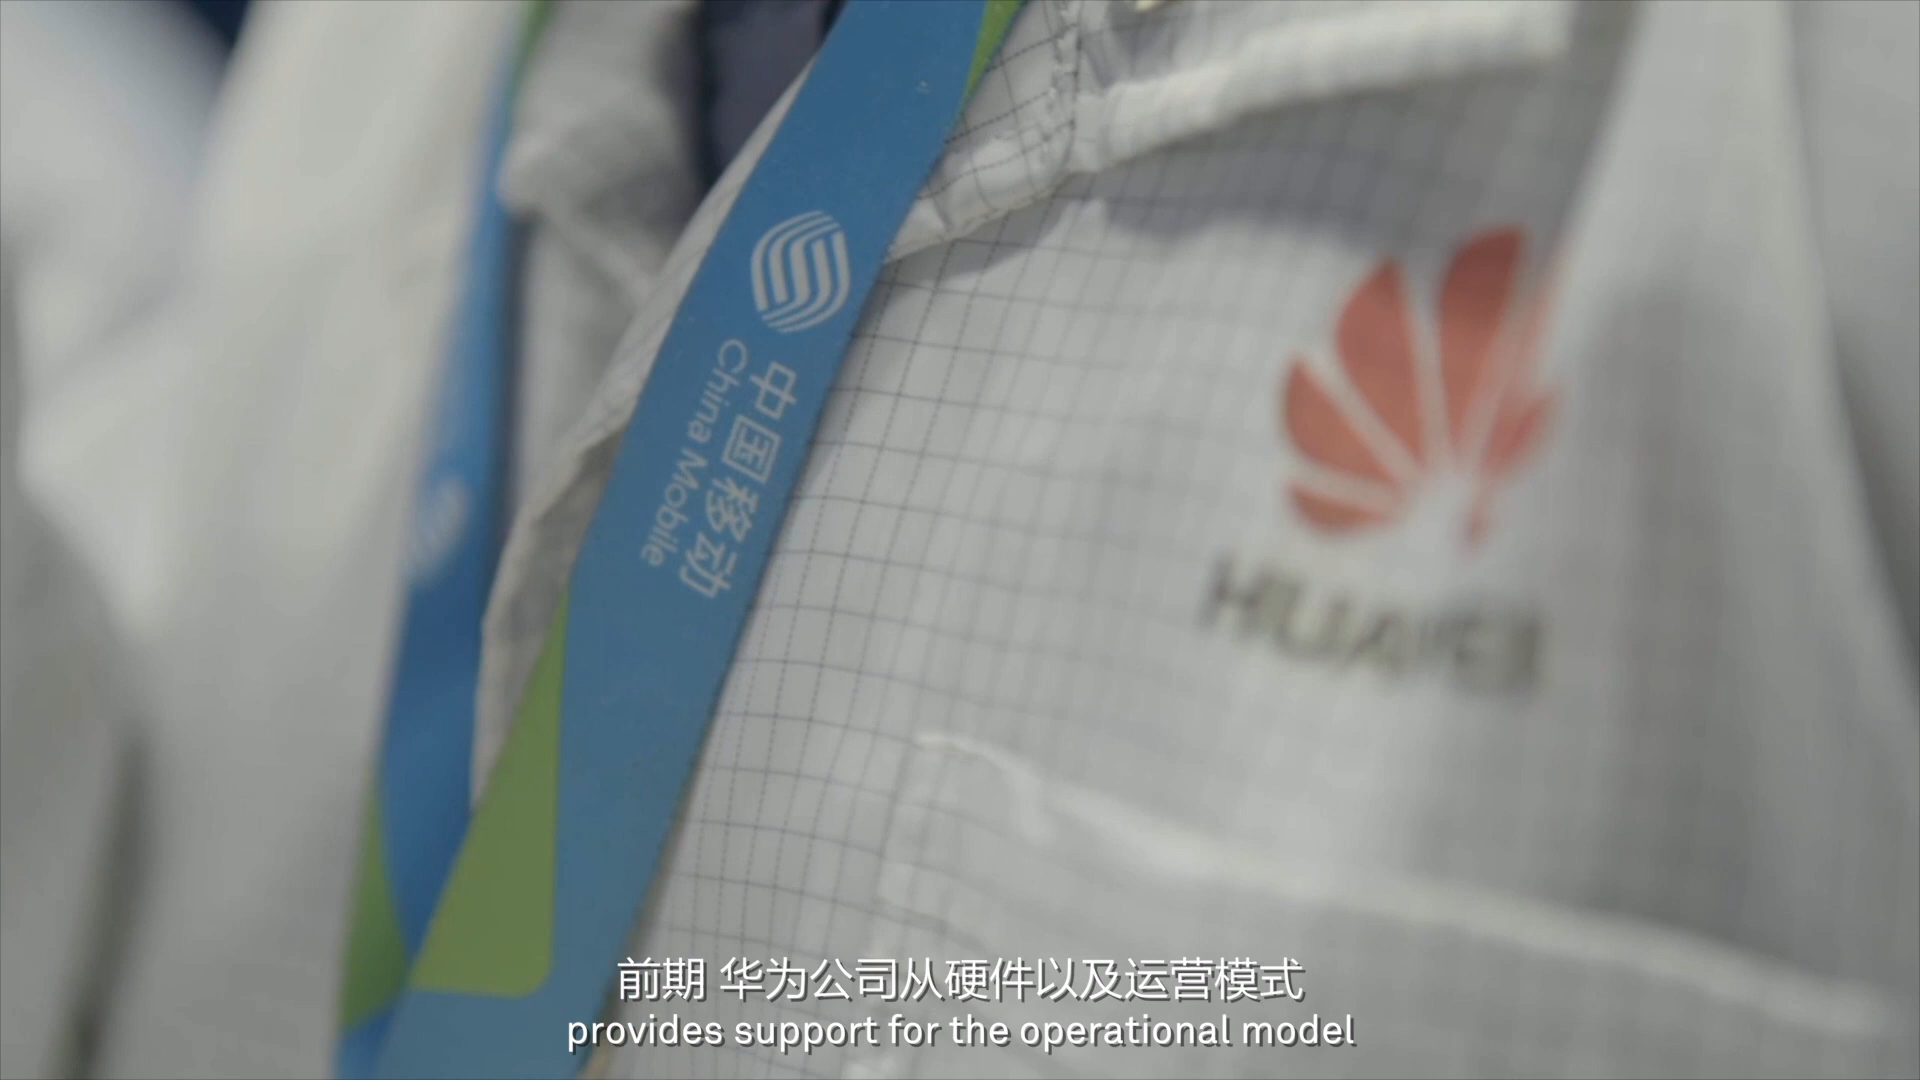 中国移动
China Mobile
HUAWEI
前期 华为公司从硬件以及运营模式
provides support for the operational model